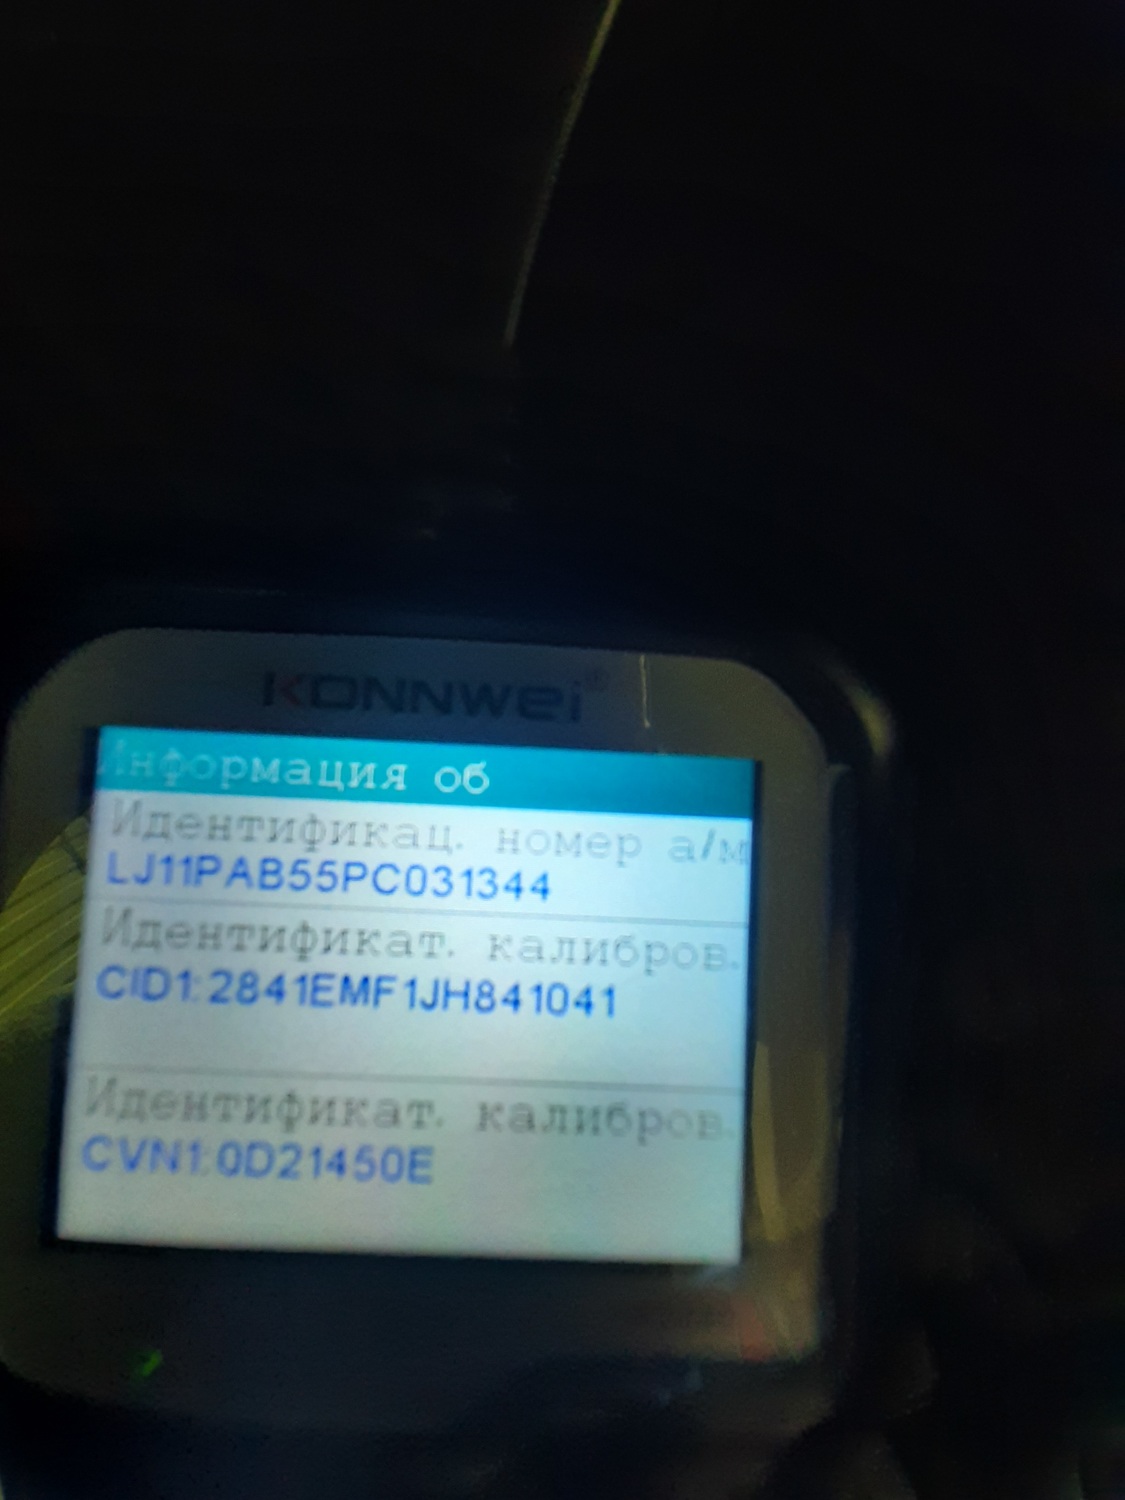 KONNWEI®
Информация об
Идентификац. номер а/м
LJ11PAB55PC031344
Идентификат. калибров.
CID1:2841EMF1JH841041
Идентификат. калибров.
CVN1:0D21450E